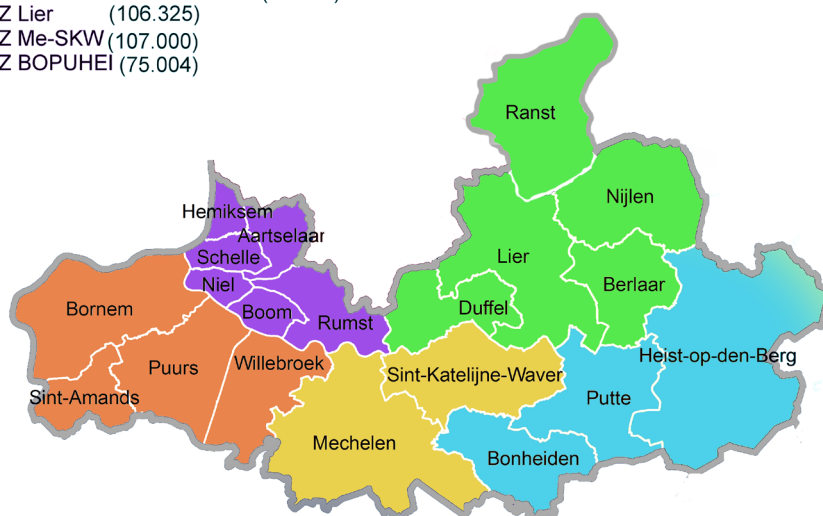 Z Lier (106.325)
Z Me-SKW (107.000)
Z BOPUHEI (75.004)
Ranst
Nijlen
Hemiksem
Aartselaar
Schelle
Lier
Niel
Berlaar
Bornem
Boom
Duffel
Rumst
Heist-op-den-Berg
Willebroek
Puurs
Sint-Katelijne-Waver
Sint-Amands
Putte
Mechelen
Bonheiden